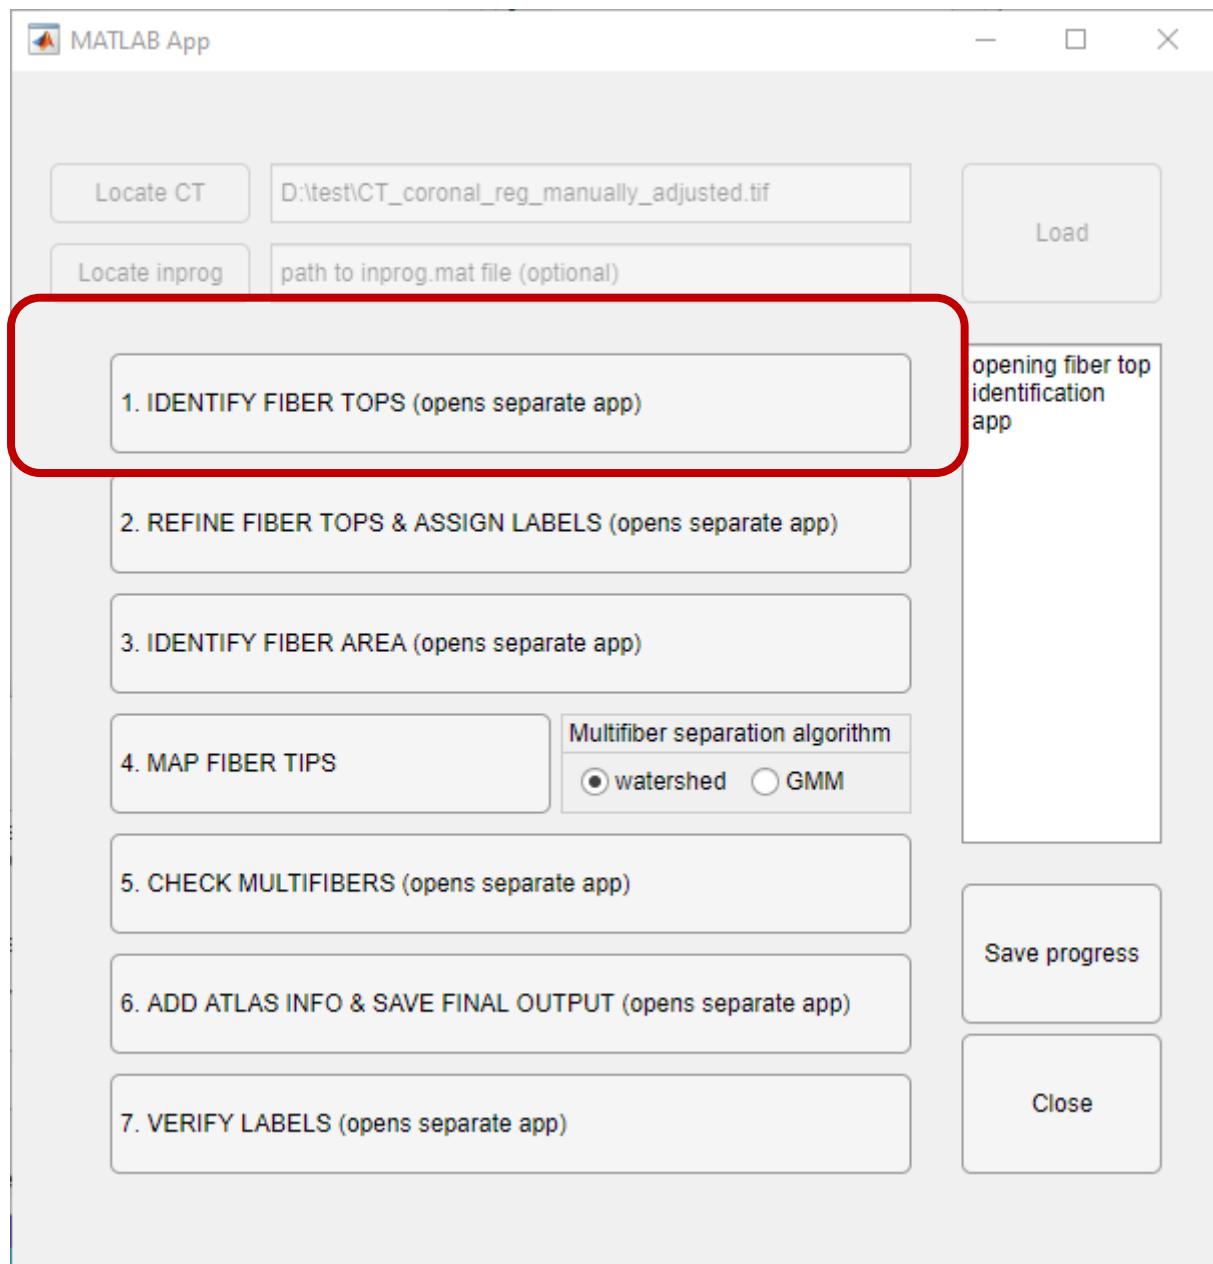 MATLAB App
Locate CT
D:\test\CT_coronal_reg_manually_adjusted.tif
Load
Locate inprog
path to inprog.mat file (optional)
1. IDENTIFY FIBER TOPS (opens separate app)
opening fiber top
identification
app
2. REFINE FIBER TOPS & ASSIGN LABELS (opens separate app)
3. IDENTIFY FIBER AREA (opens separate app)
4. MAP FIBER TIPS
Multifiber separation algorithm
watershed
GMM
5. CHECK MULTIFIBERS (opens separate app)
Save progress
6. ADD ATLAS INFO & SAVE FINAL OUTPUT (opens separate app)
Close
7. VERIFY LABELS (opens separate app)